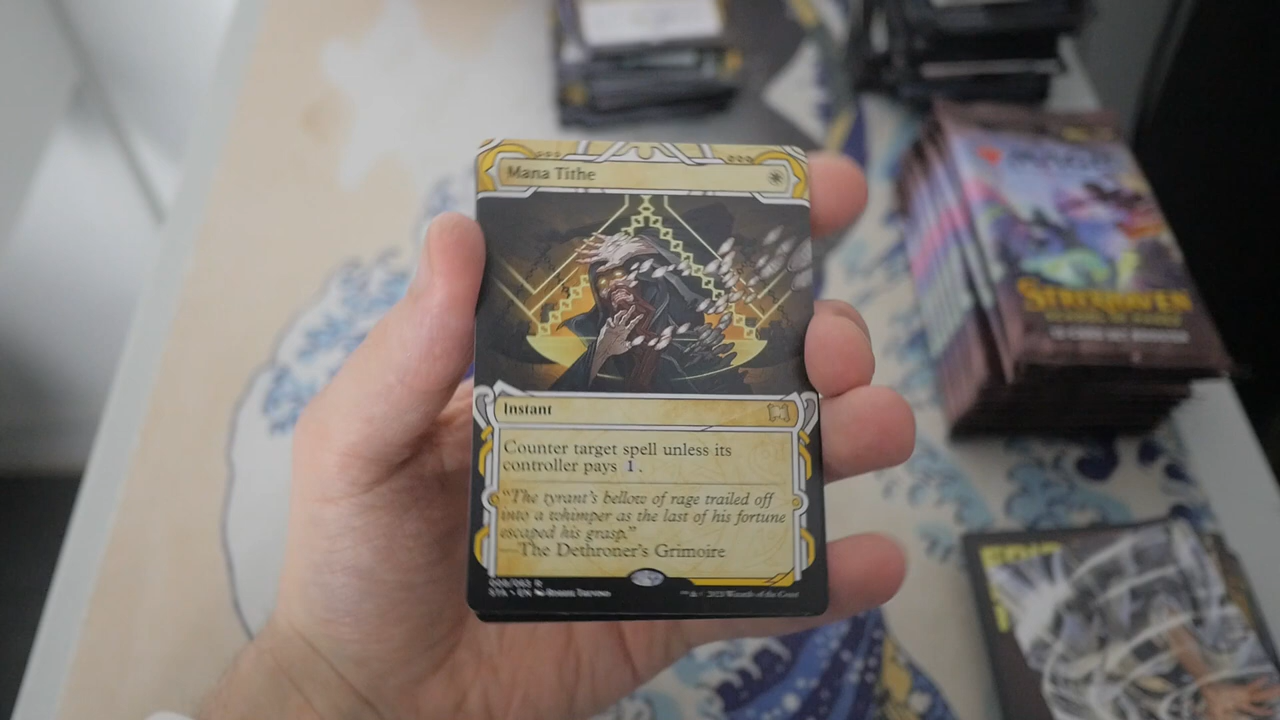 Mana Tithe
Instant
Counter target spell unless its
controller pays 1.
"The tyrant's bellow of rage trailed off
into a whimper as the last of his fortune
escaped his grasp."
—The Dethroner's Grimoire
STA • EN
™ & © 2021 Wizards of the Coast
MAGIC
STRIXHAVEN